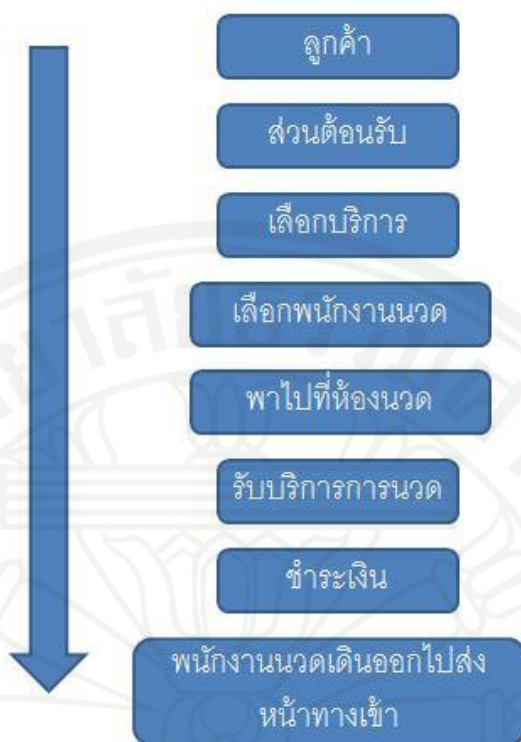 ลูกค้า
ส่วนต้อนรับ
เลือกบริการ
เลือกพนักงานนวด
พาไปที่ห้องนวด
รับบริการการนวด
ชำระเงิน
พนักงานนวดเดินออกไปส่ง
หน้าทางเข้า